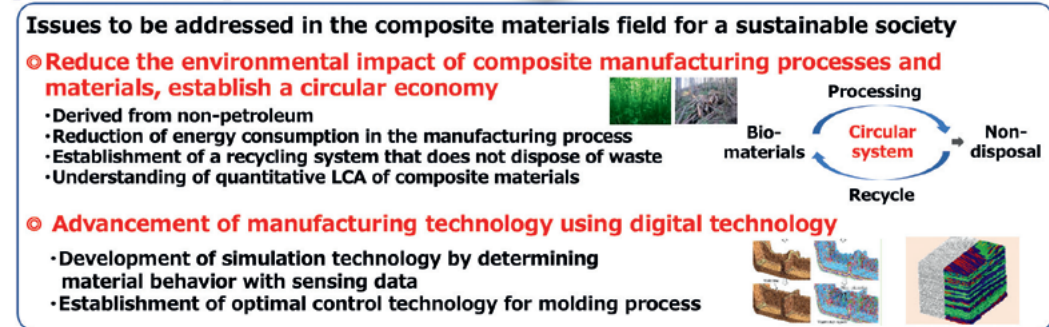 Issues to be addressed in the composite materials field for a sustainable society
◎Reduce the environmental impact of composite manufacturing processes and
materials, establish a circular economy
・Derived from non-petroleum
・Reduction of energy consumption in the manufacturing process
・Establishment of a recycling system that does not dispose of waste
・Understanding of quantitative LCA of composite materials
Processing
Bio-
materials
Circular
system
Non-
disposal
Recycle
◎ Advancement of manufacturing technology using digital technology
・Development of simulation technology by determining
material behavior with sensing data
・Establishment of optimal control technology for molding process